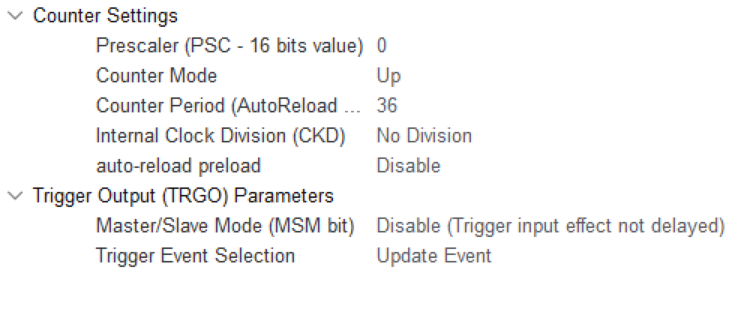 Counter Settings
Prescaler (PSC - 16 bits value) 0
Counter Mode Up
Counter Period (AutoReload ... 36
Internal Clock Division (CKD) No Division
auto-reload preload Disable
Trigger Output (TRGO) Parameters
Master/Slave Mode (MSM bit) Disable (Trigger input effect not delayed)
Trigger Event Selection Update Event